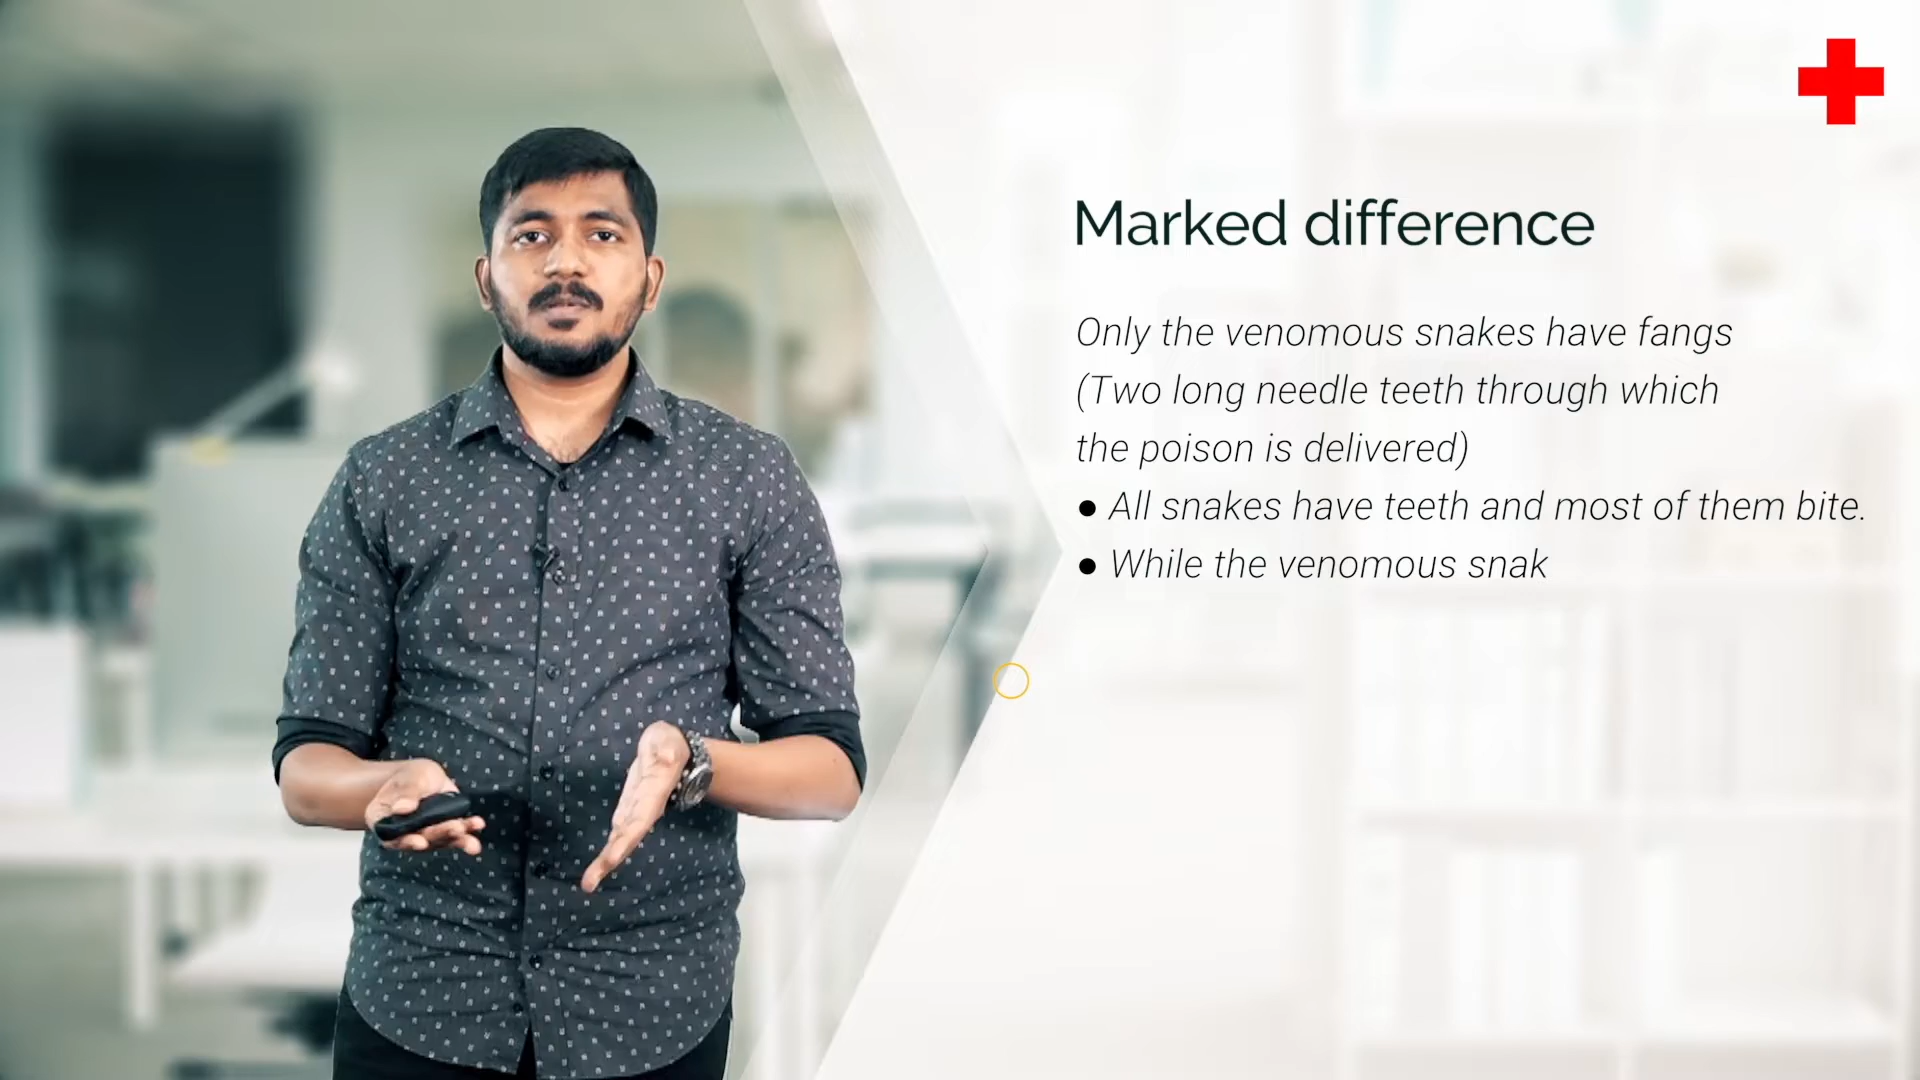 Marked difference
Only the venomous snakes have fangs
(Two long needle teeth through which
the poison is delivered)
● All snakes have teeth and most of them bite.
● While the venomous snak